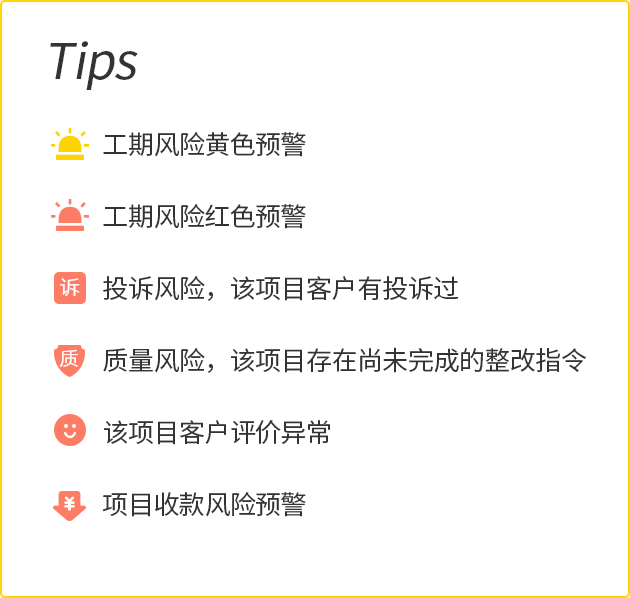 Tips
工期风险黄色预警
工期风险红色预警
诉 投诉风险，该项目客户有投诉过
质 质量风险，该项目存在尚未完成的整改指令
该项目客户评价异常
¥ 项目收款风险预警